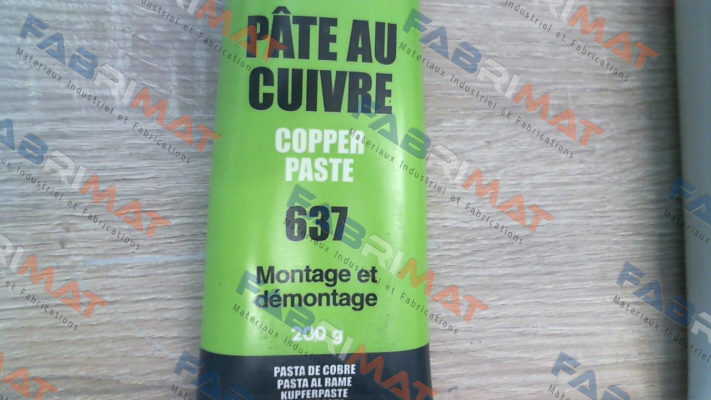 PÂTE AU
CUIVRE
COPPER
PASTE
637
Montage et
démontage
200 g
PASTA DE COBRE
PASTA AL RAME
KUPFERPASTE
FABRIMAT
Materiaux Industriel et Fabrications